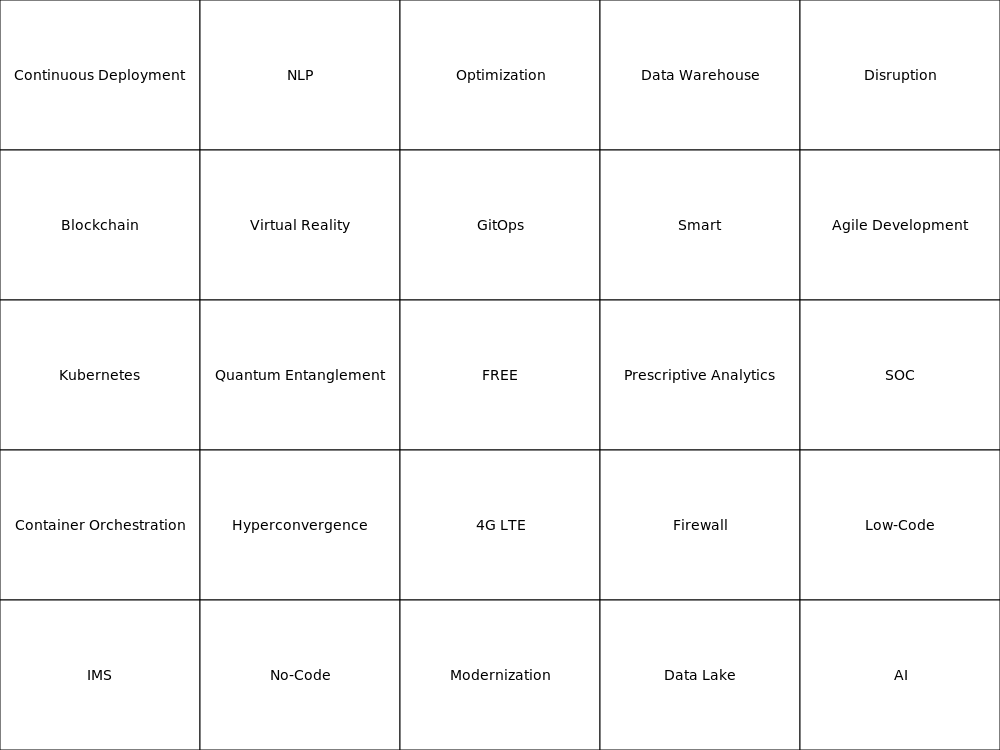 Continuous Deployment
NLP
Optimization
Data Warehouse
Disruption
Blockchain
Virtual Reality
GitOps
Smart
Agile Development
Kubernetes
Quantum Entanglement
FREE
Prescriptive Analytics
SOC
Container Orchestration
Hyperconvergence
4G LTE
Firewall
Low-Code
IMS
No-Code
Modernization
Data Lake
AI